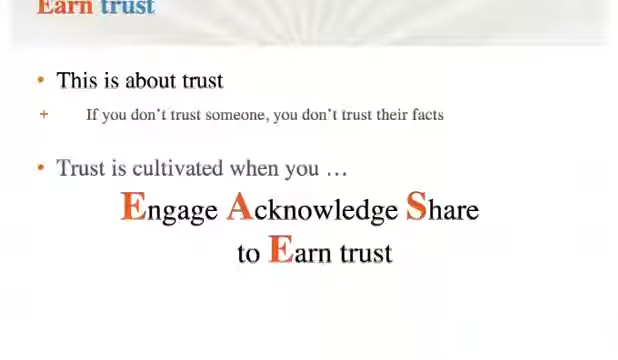 Earn trust
• This is about trust
+ If you don't trust someone, you don't trust their facts
• Trust is cultivated when you …
Engage Acknowledge Share
to Earn trust